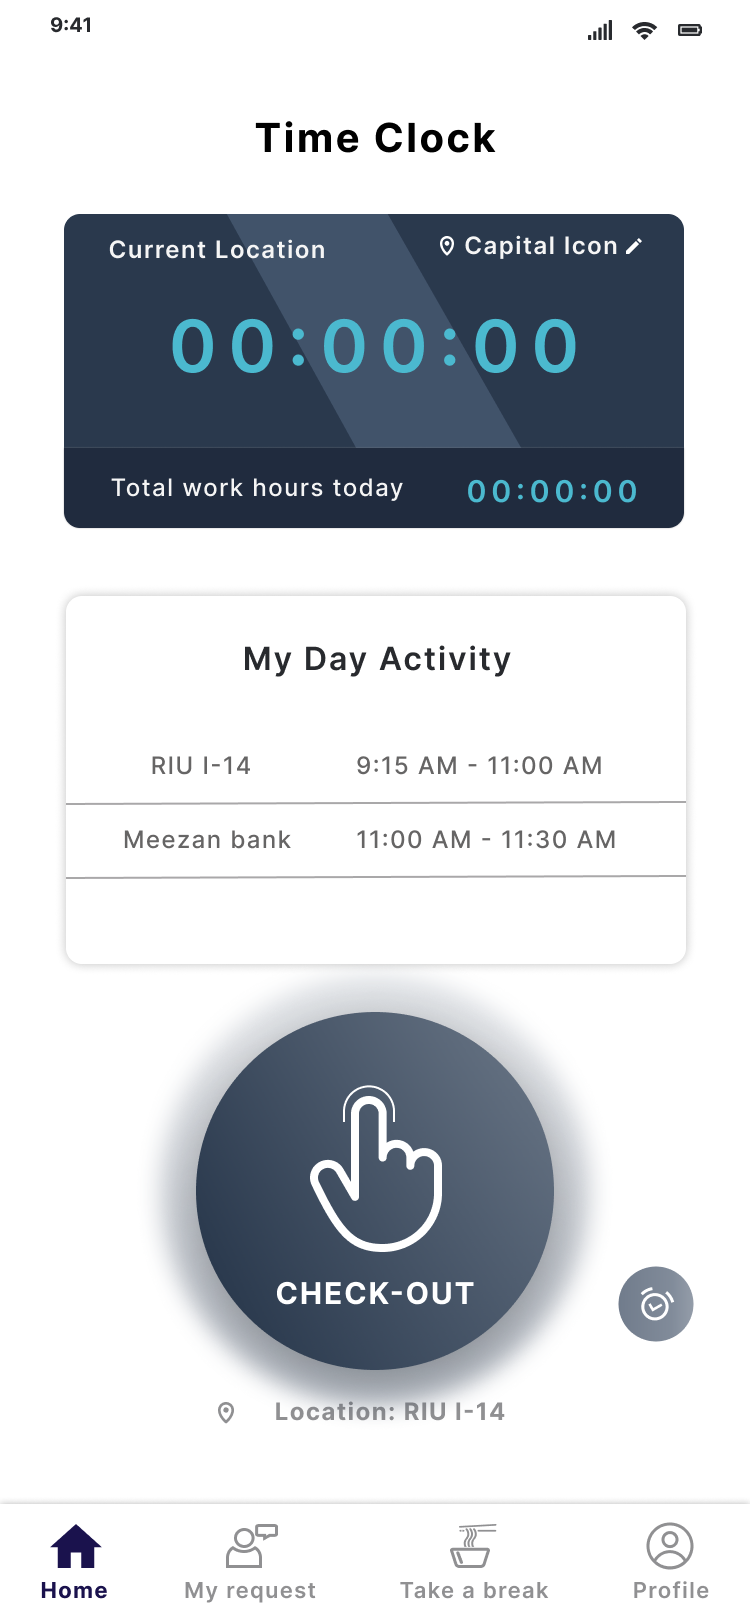 9:41
Time Clock
Current Location
Capital Icon
00:00:00
Total work hours today 00:00:00
My Day Activity
RIU I-14 9:15 AM - 11:00 AM
Meezan bank 11:00 AM - 11:30 AM
CHECK-OUT
Location: RIU I-14
Home My request Take a break Profile